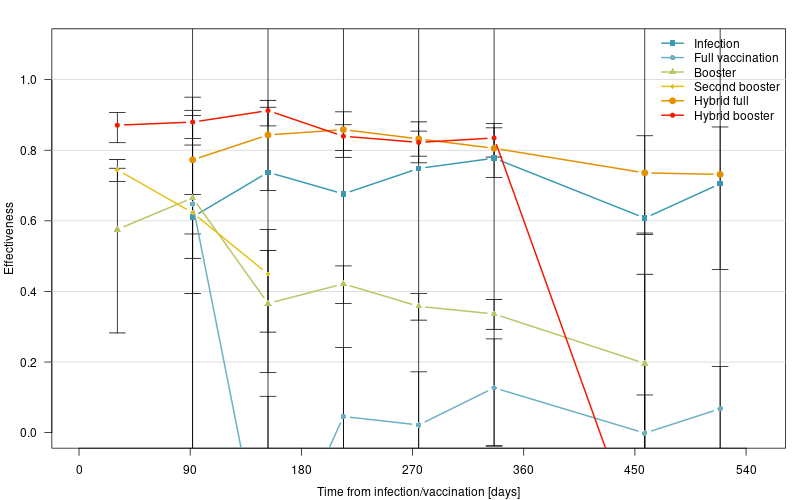 Infection
Full vaccination
Booster
Second booster
Hybrid full
Hybrid booster
1.0
0.8
0.6
0.4
0.2
0.0
Effectiveness
0 90 180 270 360 450 540
Time from infection/vaccination [days]